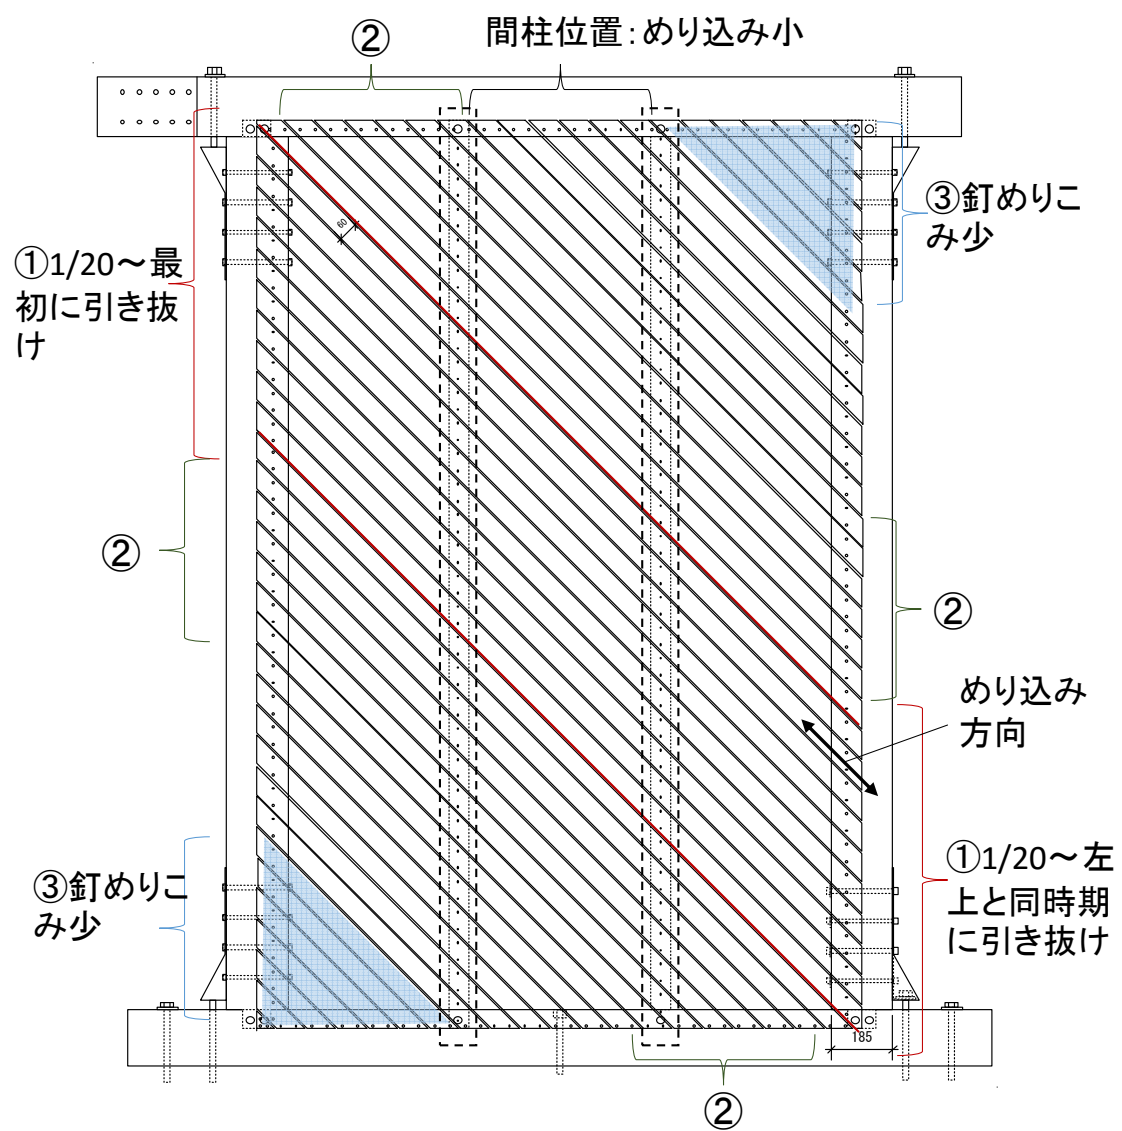 ②
間柱位置：めり込み小
③釘めりこ
み少
60
①1/20～最
初に引き抜
け
②
②
めり込み
方向
③釘めりこ
み少
①1/20～左
上と同時期
に引き抜け
185
②